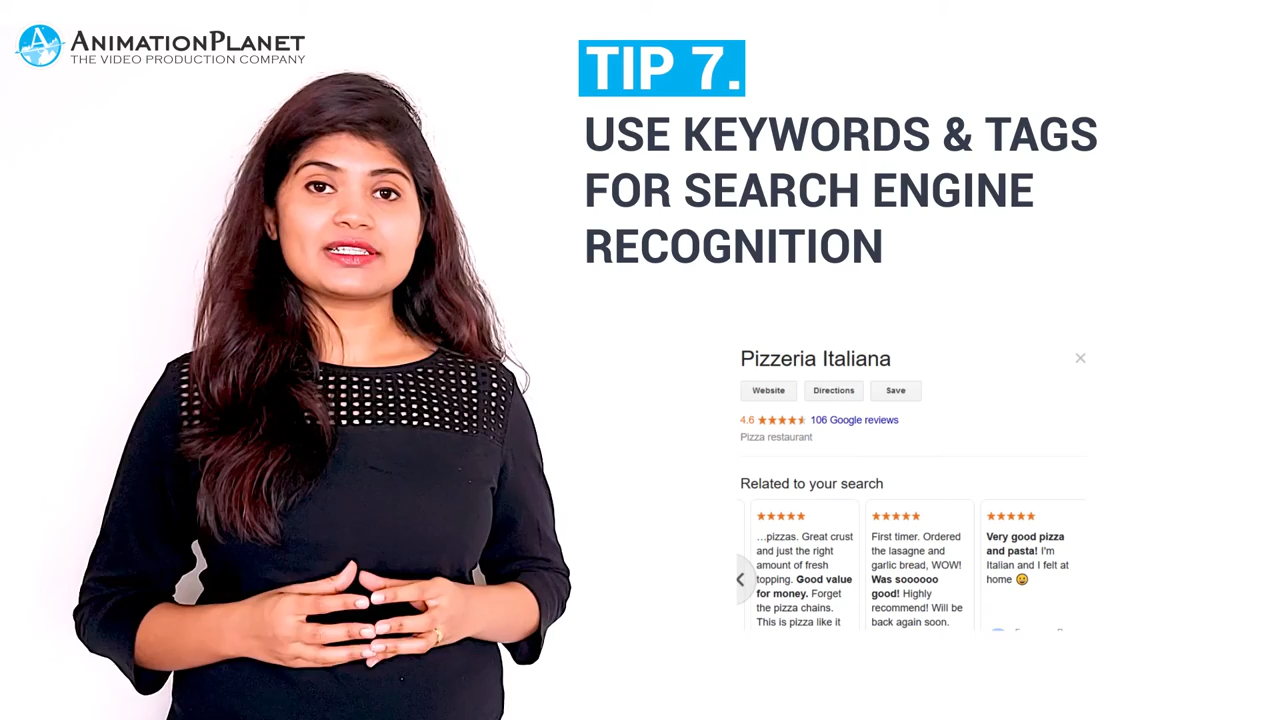 ANIMATIONPLANET
THE VIDEO PRODUCTION COMPANY
TIP 7.
USE KEYWORDS & TAGS
FOR SEARCH ENGINE
RECOGNITION
Pizzeria Italiana
Website Directions Save
4.6 106 Google reviews
Pizza restaurant
Related to your search
…pizzas. Great crust
and just the right
amount of fresh
topping. Good value
for money. Forget
the pizza chains.
This is pizza like it
First timer. Ordered
the lasagne and
garlic bread, WOW!
Was soooooo
good! Highly
recommend! Will be
back again soon.
Very good pizza
and pasta! I'm
Italian and I felt at
home 😀